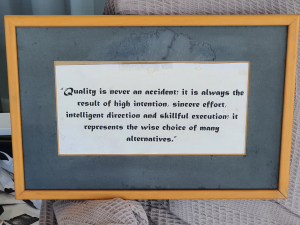 "Quality is never an accident; it is always the
result of high intention, sincere effort,
intelligent direction and skillful execution; it
represents the wise choice of many
alternatives."